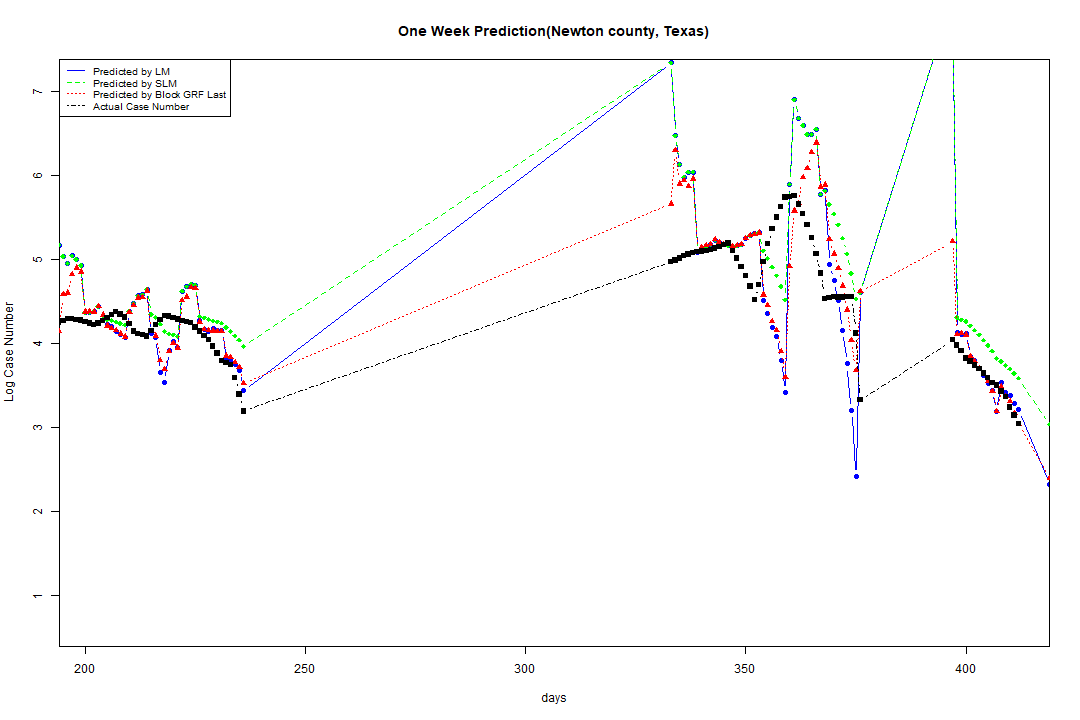 One Week Prediction(Newton county, Texas)
Predicted by LM
Predicted by SLM
Predicted by Block GRF Last
Actual Case Number
Log Case Number
7
6
5
4
3
2
1
200 250 300 350 400
days